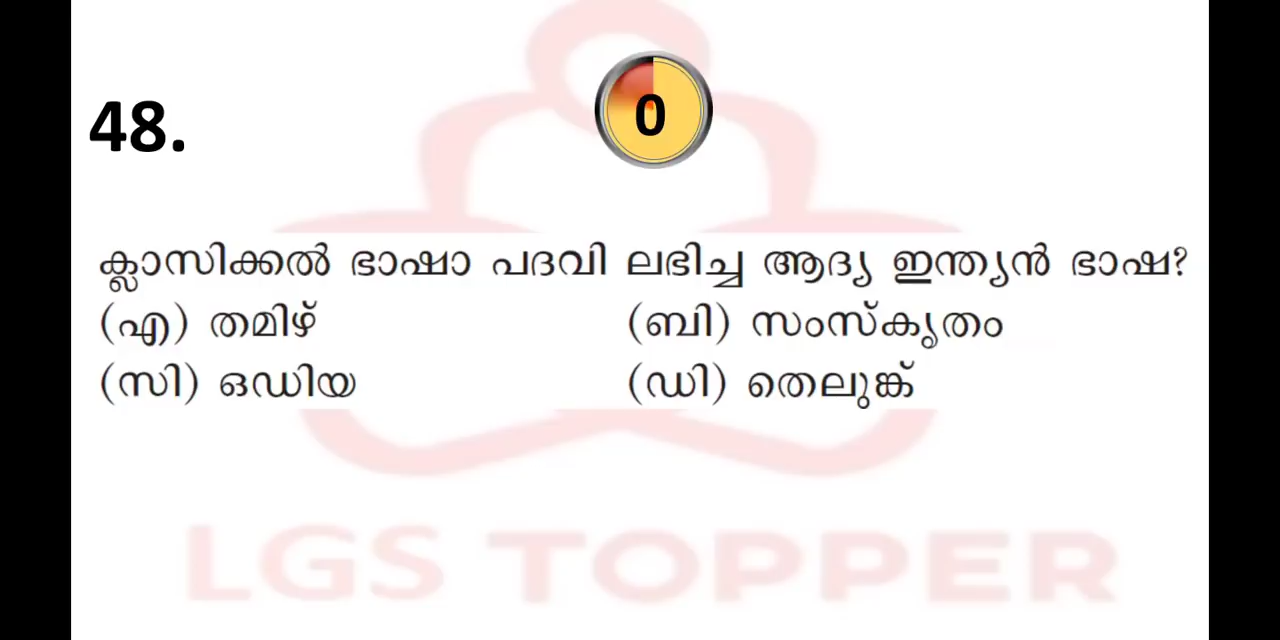 0
48.
ക്ലാസിക്കൽ ഭാഷാ പദവി ലഭിച്ച ആദ്യ ഇന്ത്യൻ ഭാഷ?
(എ) തമിഴ് (ബി) സംസ്കൃതം
(സി) ഒഡിയ (ഡി) തെലുങ്ക്
LGS TOPPER